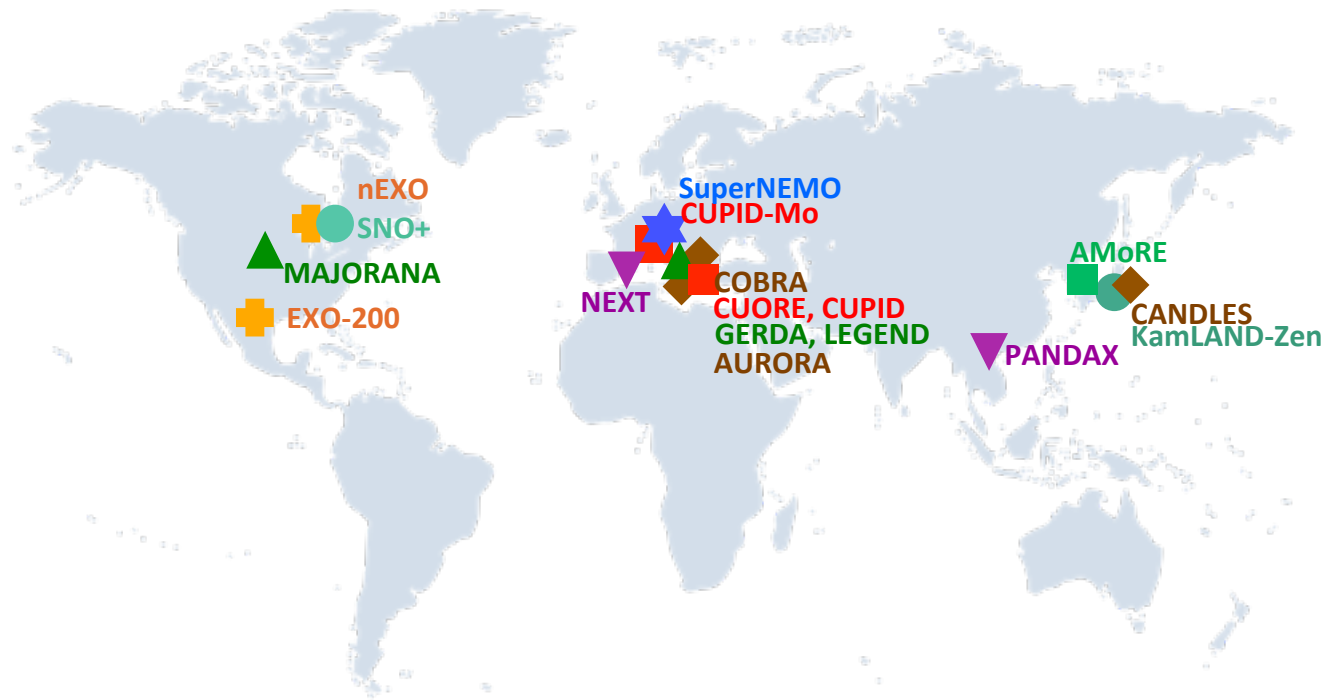 nEXO
SNO+
MAJORANA
EXO-200
SuperNEMO
CUPID-Mo
NEXT
COBRA
CUORE, CUPID
GERDA, LEGEND
AURORA
AMoRE
CANDLES
KamLAND-Zen
PANDAX